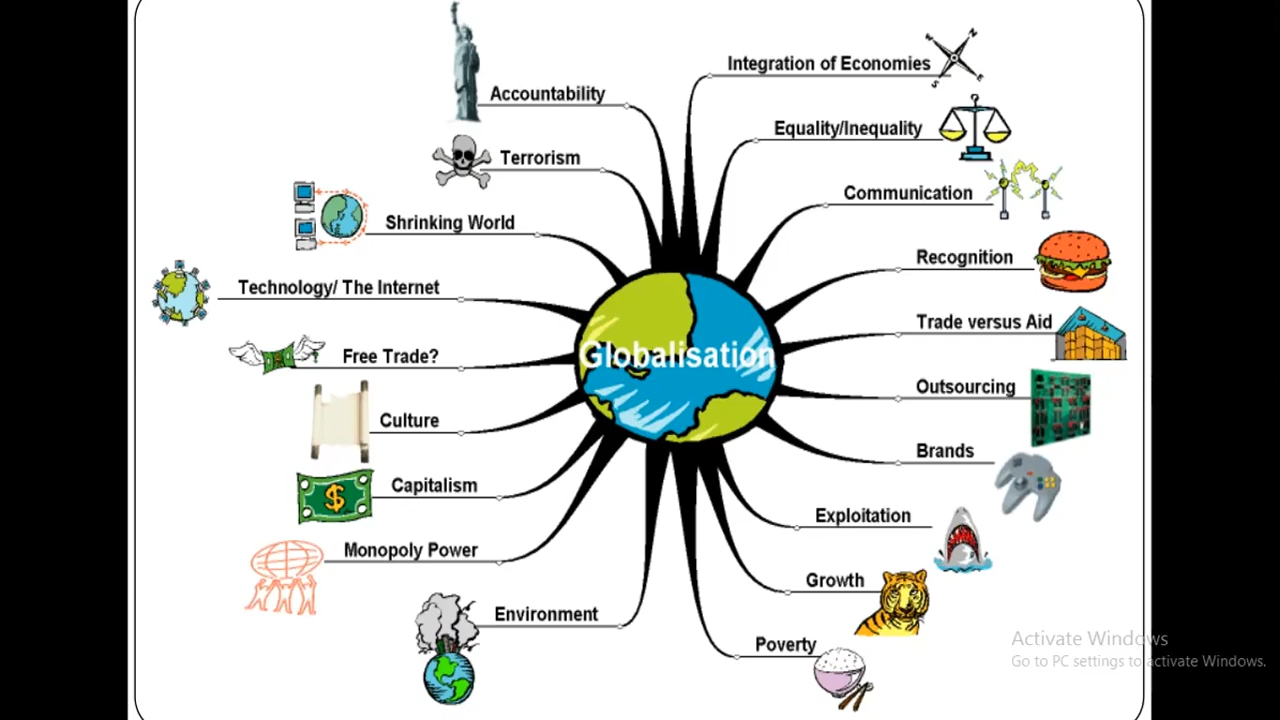 Integration of Economies
Accountability
Equality/Inequality
Terrorism
Communication
Shrinking World
Recognition
Technology/ The Internet
Trade versus Aid
Globalisation
Free Trade?
Outsourcing
Culture
Brands
Capitalism
Exploitation
Monopoly Power
Growth
Environment
Poverty
Activate Windows
Go to PC settings to activate Windows.
N
E
S
W
$